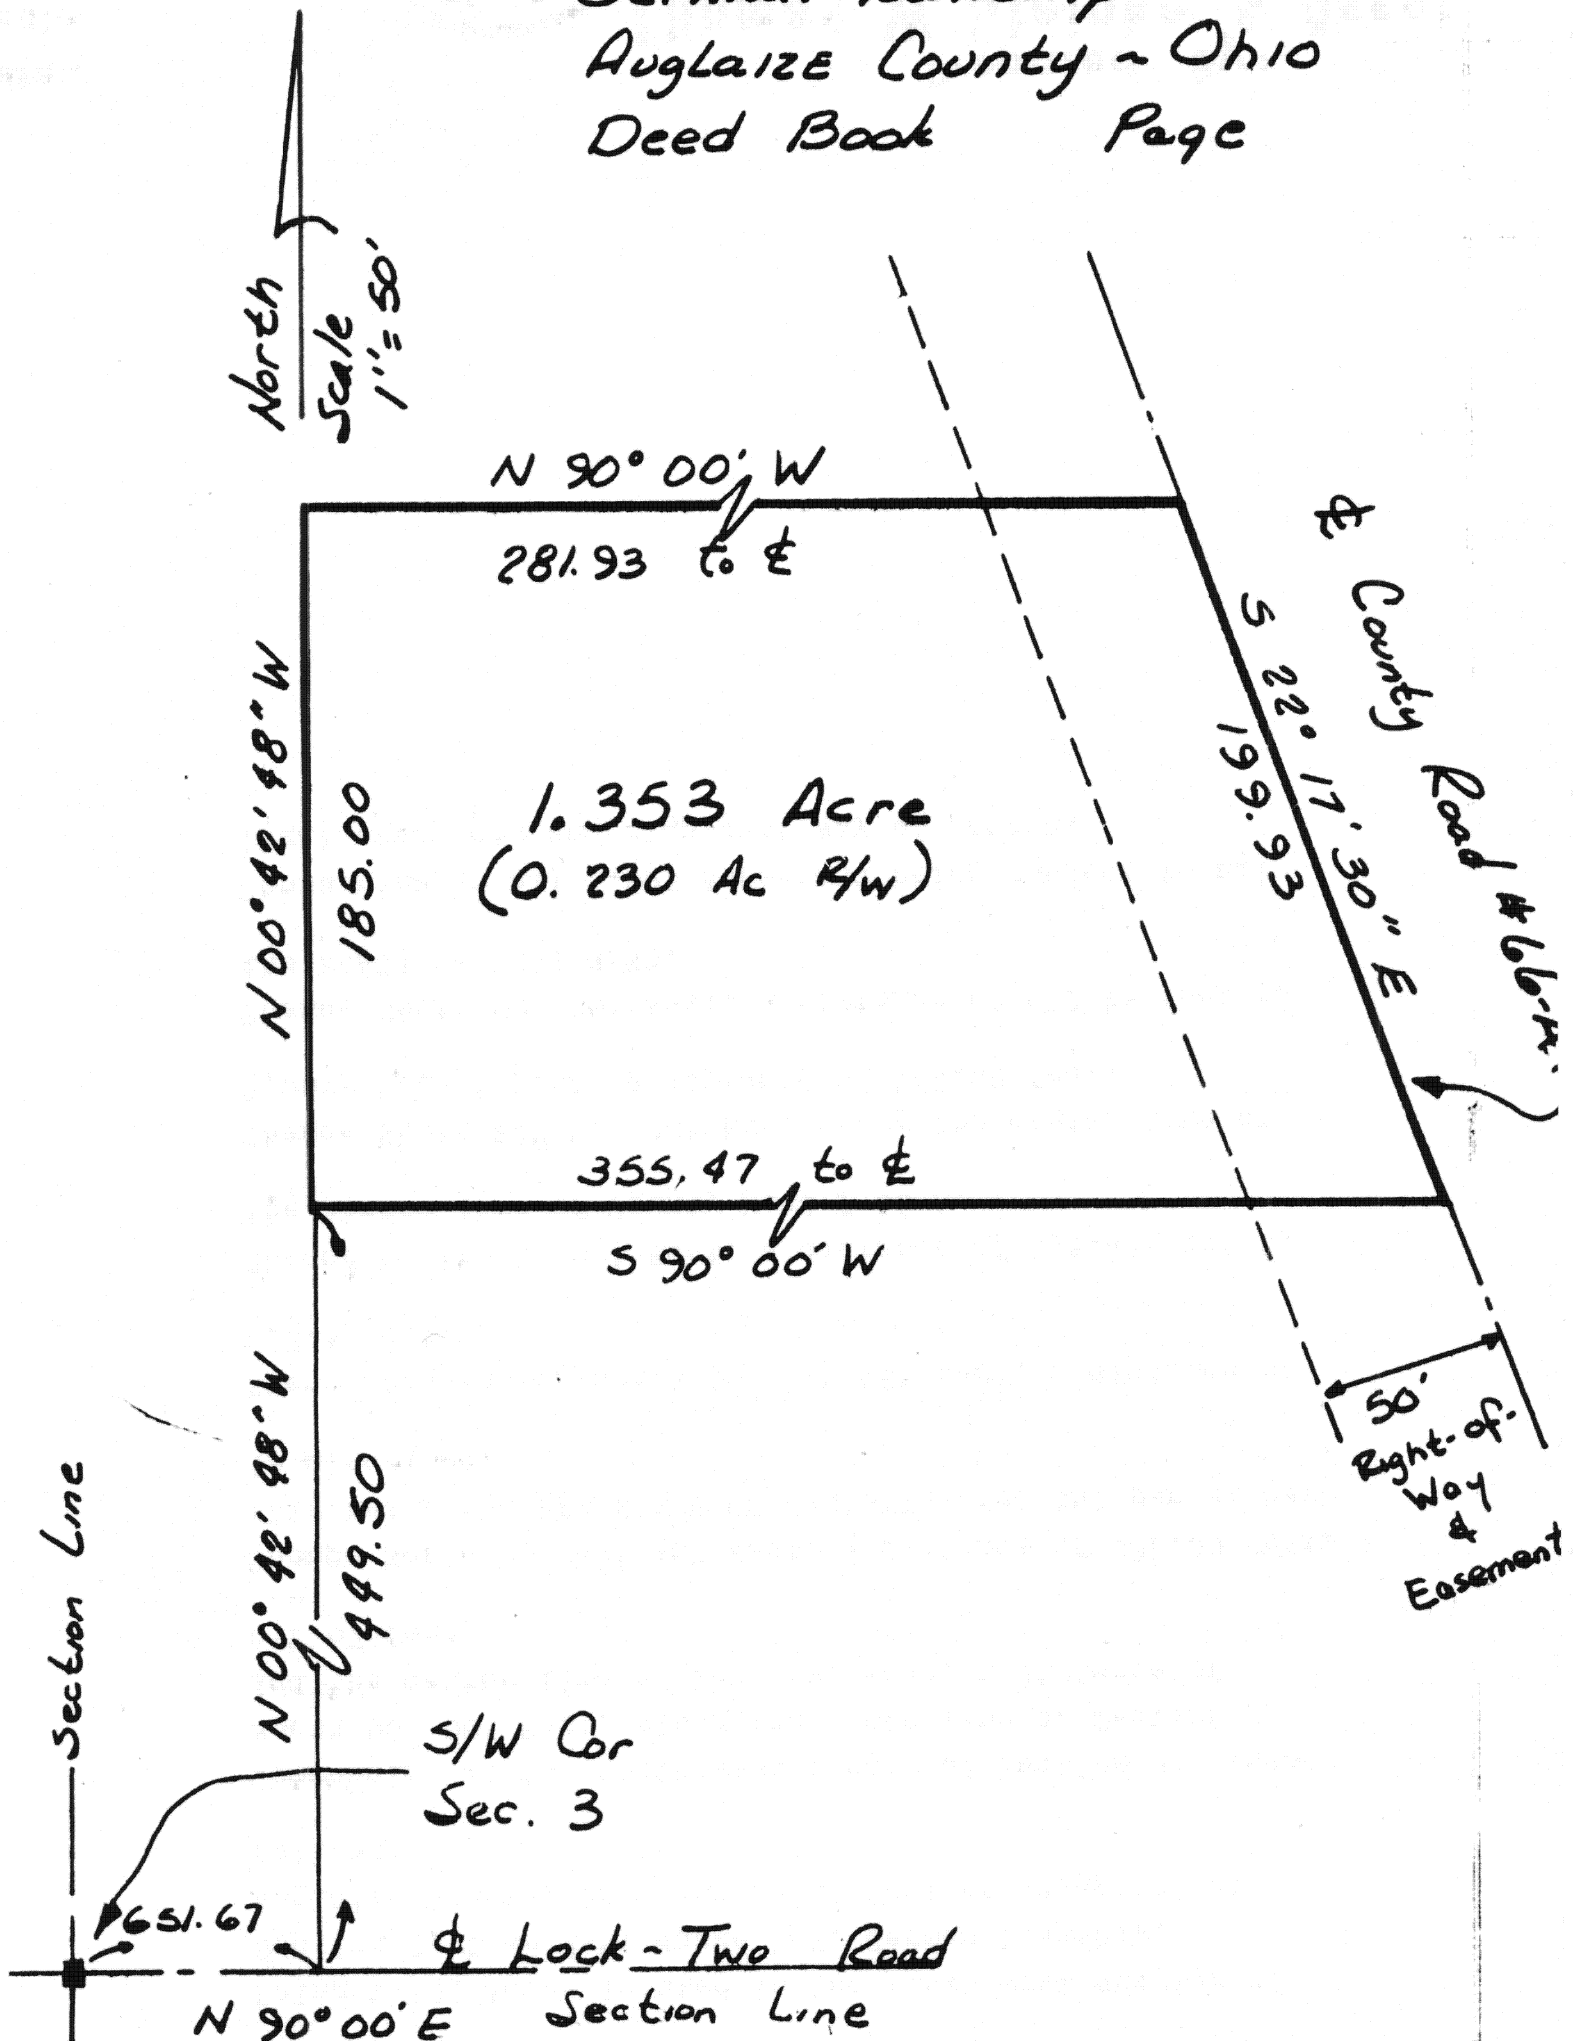 AuglaizE County ~ Ohio
Deed Book Page
North
Scale
1"= 50'
N 90° 00' W
281.93 to ℄
℄ County Road
S 22° 17' 30" E
199.93
N 00° 42' 48" W
185.00
1.353 Acre
(0.230 Ac R/W)
355.47 to ℄
S 90° 00' W
50'
Right-of-
Way
&
Easement
N 00° 42' 48" W
449.50
Section Line
S/W Cor
Sec. 3
651.67
℄ Lock-Two Road
N 90° 00' E
Section Line